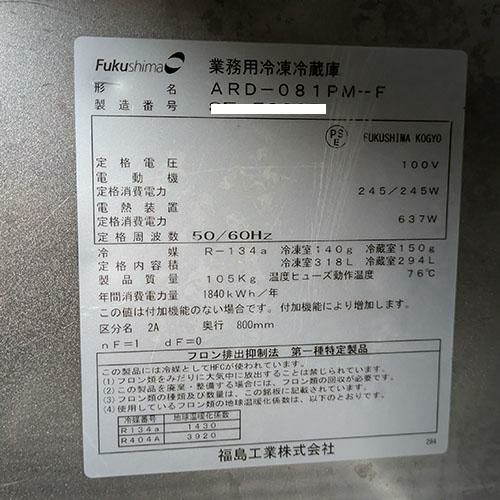 Fukushima 業務用冷凍冷蔵庫
形名 ARD-081PM--F
製造番号
PSE FUKUSHIMA KOGYO
定格電圧 100V
電動機
定格消費電力 245/245W
電熱装置
定格消費電力 637W
定格周波数 50/60Hz
冷媒 R-134a 冷凍室140g 冷蔵室150g
定格内容積 冷凍室318L 冷蔵室294L
製品質量 105Kg 温度ヒューズ動作温度 76℃
年間消費電力量 1840kWh/年
この値は付加機能のない場合です。付加機能により増加します。
区分名 2A 奥行 800mm
nF=1 dF=0
フロン排出抑制法 第一種特定製品
この製品には冷媒としてHFCが使われています。
(1) フロン類をみだりに大気中に放出することは禁じられています。
(2) この製品を廃棄・整備する場合には、フロン類の回収が必要です。
(3) フロン類の種類及び数量は、この銘板に記載しています。
(4) 使用しているフロン類の地球温暖化係数は、以下のとおりです。
冷媒番号 地球温暖化係数
R134a 1430
R404A 3920
福島工業株式会社
284